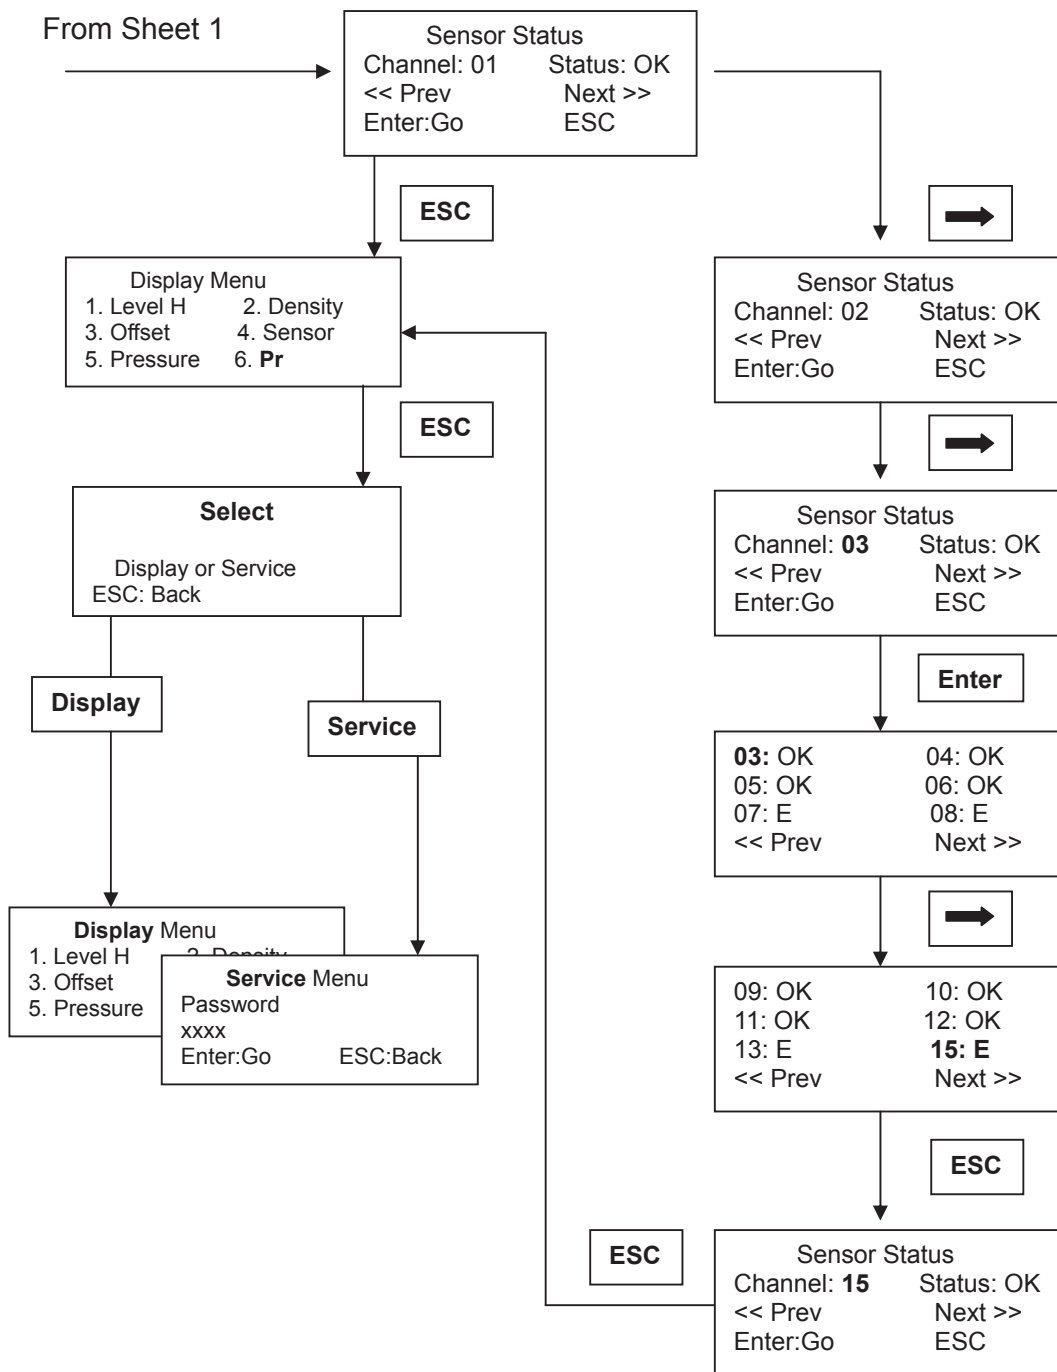 From Sheet 1
Sensor Status
Channel: 01 Status: OK
<< Prev Next >>
Enter:Go ESC
ESC
Display Menu
1. Level H 2. Density
3. Offset 4. Sensor
5. Pressure 6. Pr
ESC
Select
Display or Service
ESC: Back
Display
Service
Display Menu
1. Level H 2. Density
3. Offset
5. Pressure
Service Menu
Password
xxxx
Enter:Go ESC:Back
Sensor Status
Channel: 02 Status: OK
<< Prev Next >>
Enter:Go ESC
Sensor Status
Channel: 03 Status: OK
<< Prev Next >>
Enter:Go ESC
Enter
03: OK 04: OK
05: OK 06: OK
07: E 08: E
<< Prev Next >>
09: OK 10: OK
11: OK 12: OK
13: E 15: E
<< Prev Next >>
ESC
Sensor Status
Channel: 15 Status: OK
<< Prev Next >>
Enter:Go ESC
ESC